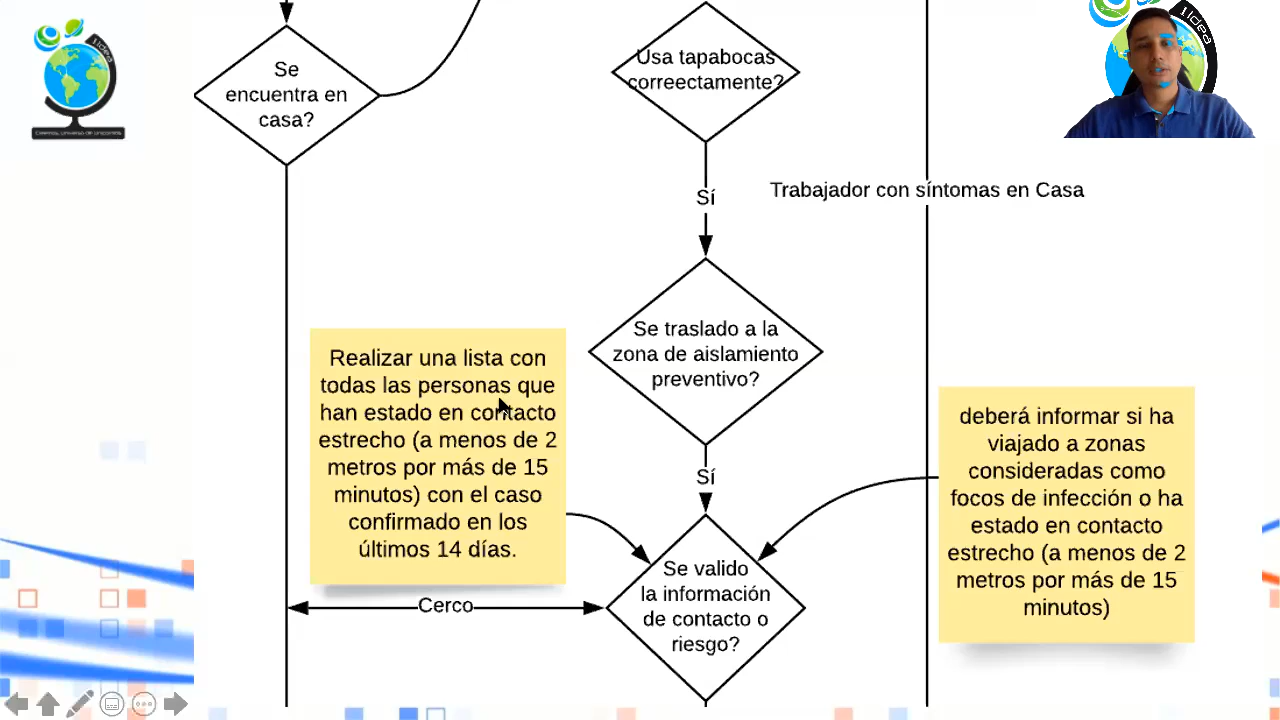 Se
encuentra en
casa?
Usa tapabocas
correectamente?
Sí
Trabajador con síntomas en Casa
Se traslado a la
zona de aislamiento
preventivo?
Sí
Realizar una lista con
todas las personas que
han estado en contacto
estrecho (a menos de 2
metros por más de 15
minutos) con el caso
confirmado en los
últimos 14 días.
deberá informar si ha
viajado a zonas
consideradas como
focos de infección o ha
estado en contacto
estrecho (a menos de 2
metros por más de 15
minutos)
Cerco
Se valido
la información
de contacto o
riesgo?